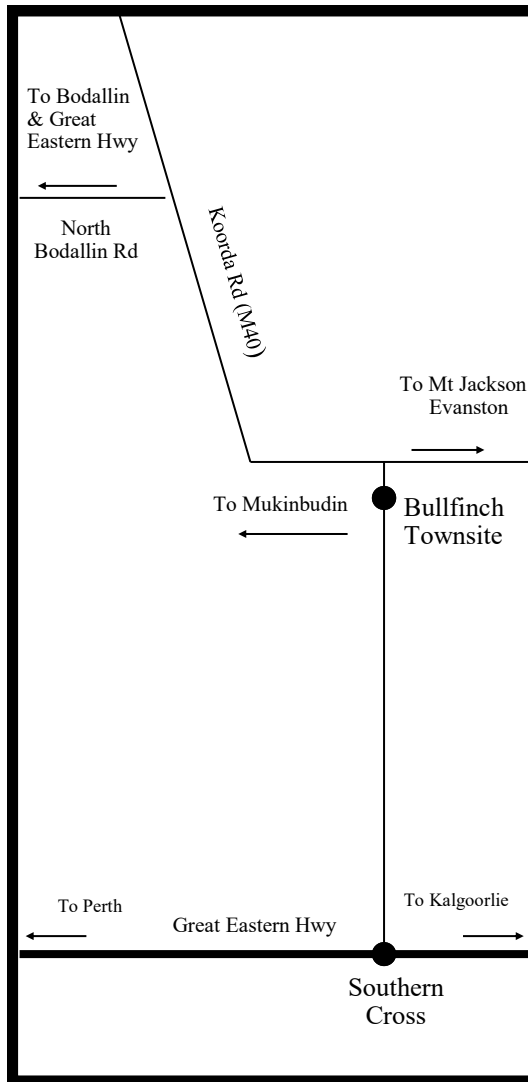 To Bodallin
& Great
Eastern Hwy
North
Bodallin Rd
Koorda Rd (M40)
To Mt Jackson
Evanston
To Mukinbudin
Bullfinch
Townsite
To Perth
Great Eastern Hwy
To Kalgoorlie
Southern
Cross